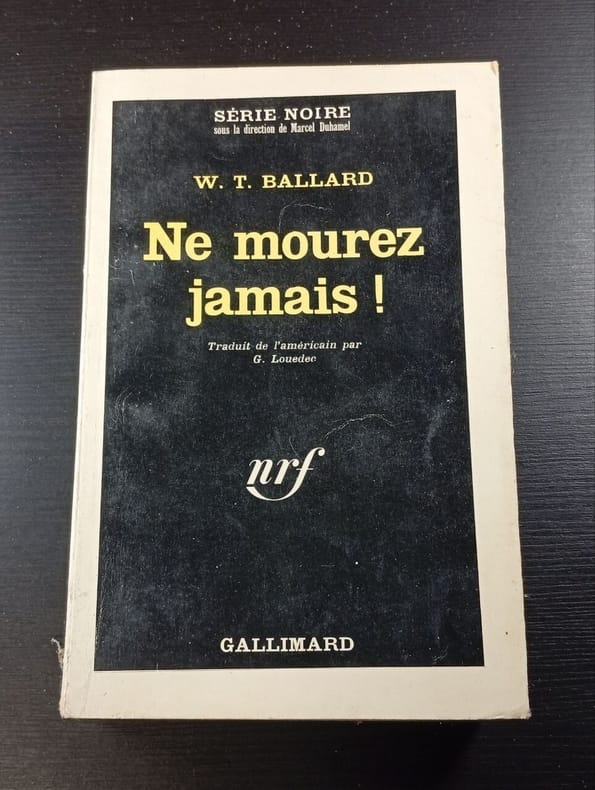 SÉRIE NOIRE
sous la direction de Marcel Duhamel
W. T. BALLARD
Ne mourez
jamais !
Traduit de l'américain par
G. Louedec
nrf
GALLIMARD